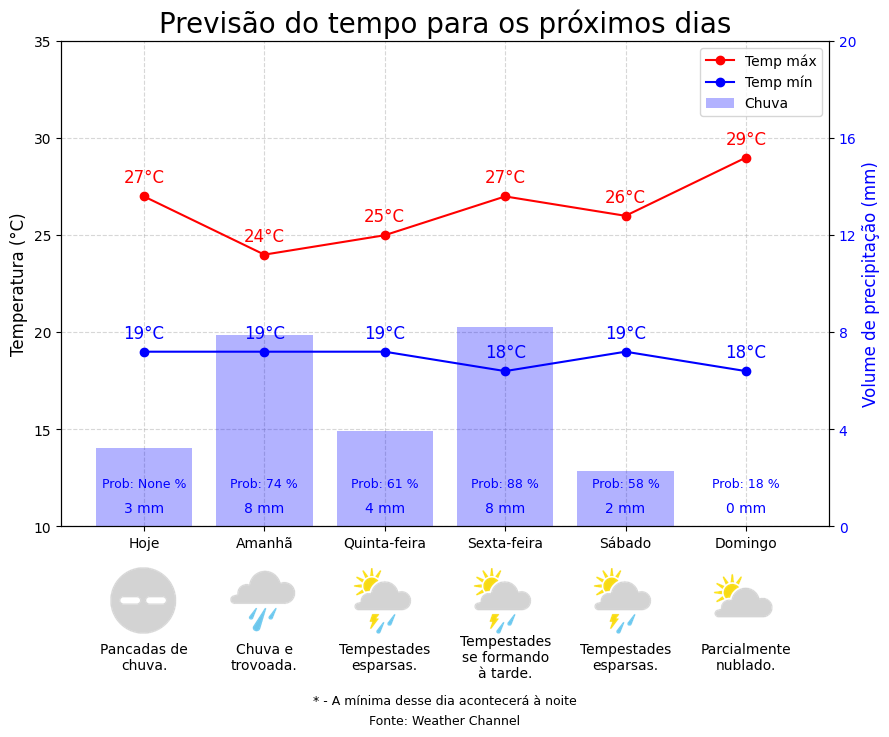 Previsão do tempo para os próximos dias
35
30
25
20
15
10
Temperatura (°C)
20
16
12
8
4
0
Volume de precipitação (mm)
Temp máx
Temp mín
Chuva
27°C
24°C
25°C
27°C
26°C
29°C
19°C
19°C
19°C
18°C
19°C
18°C
Prob: None %
Prob: 74 %
Prob: 61 %
Prob: 88 %
Prob: 58 %
Prob: 18 %
3 mm
8 mm
4 mm
8 mm
2 mm
0 mm
Hoje
Amanhã
Quinta-feira
Sexta-feira
Sábado
Domingo
Pancadas de
chuva.
Chuva e
trovoada.
Tempestades
esparsas.
Tempestades
se formando
à tarde.
Tempestades
esparsas.
Parcialmente
nublado.
* - A mínima desse dia acontecerá à noite
Fonte: Weather Channel